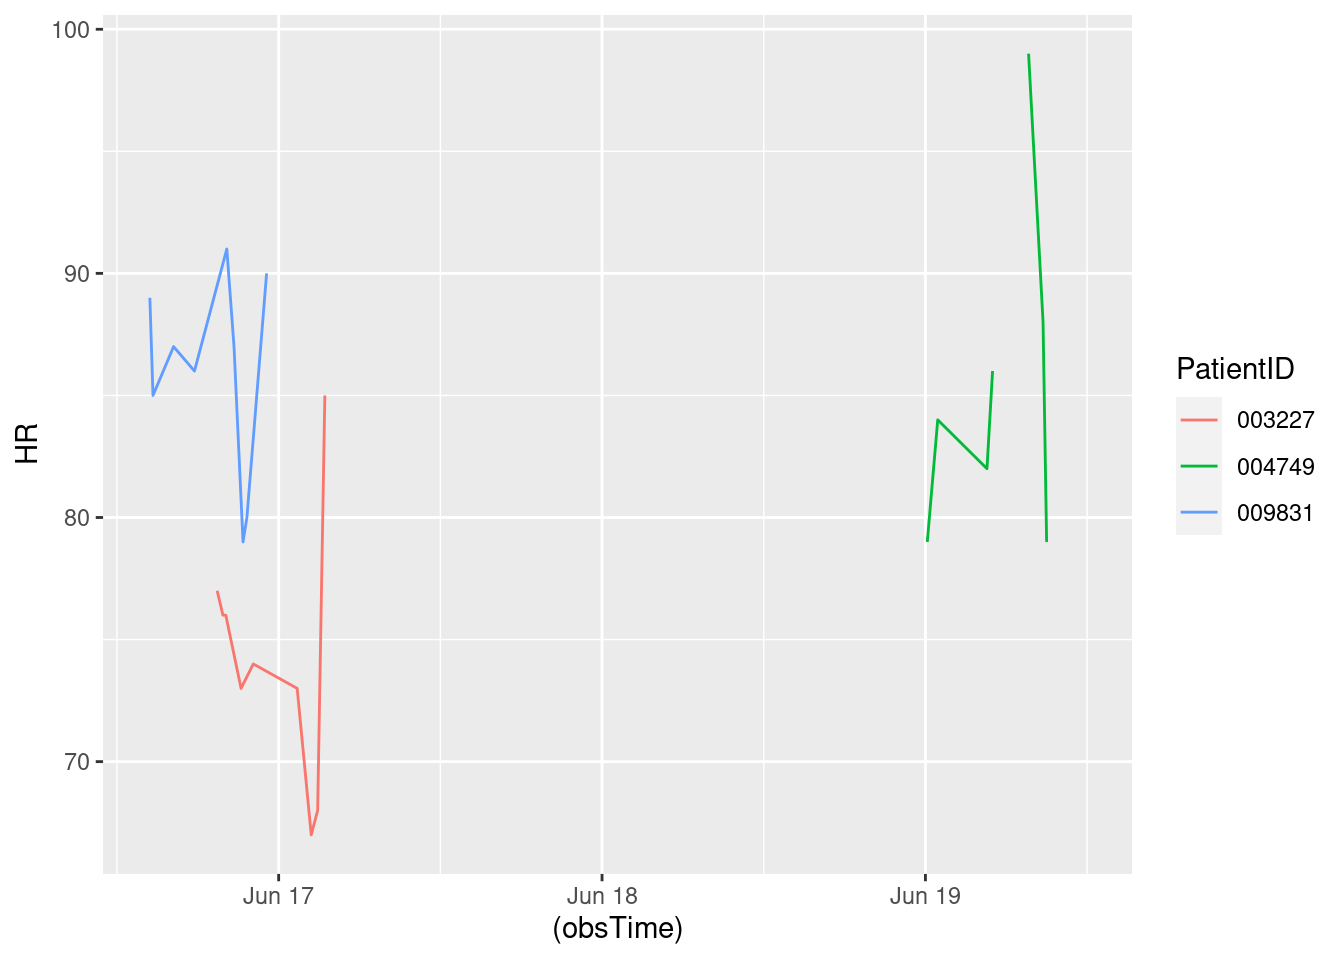 100
90
80
70
HR
Jun 17
Jun 18
Jun 19
(obsTime)
PatientID
003227
004749
009831